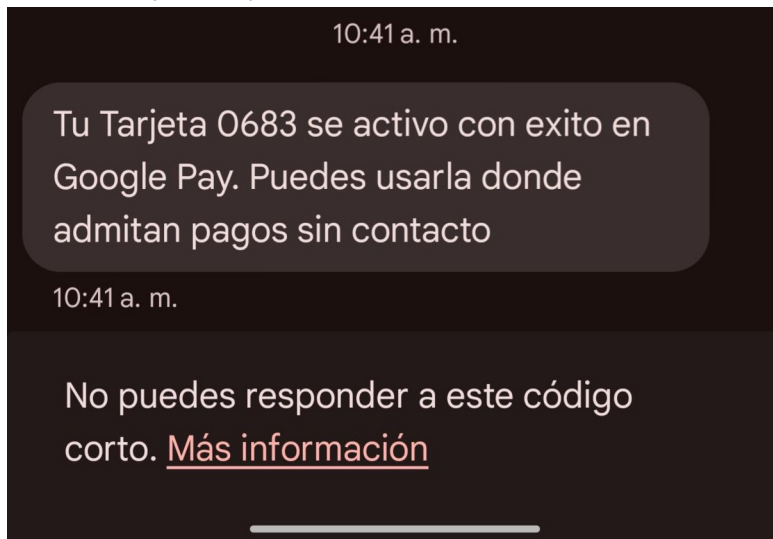 10:41 a. m.
Tu Tarjeta 0683 se activo con exito en
Google Pay. Puedes usarla donde
admitan pagos sin contacto
10:41 a. m.
No puedes responder a este código
corto. Más información